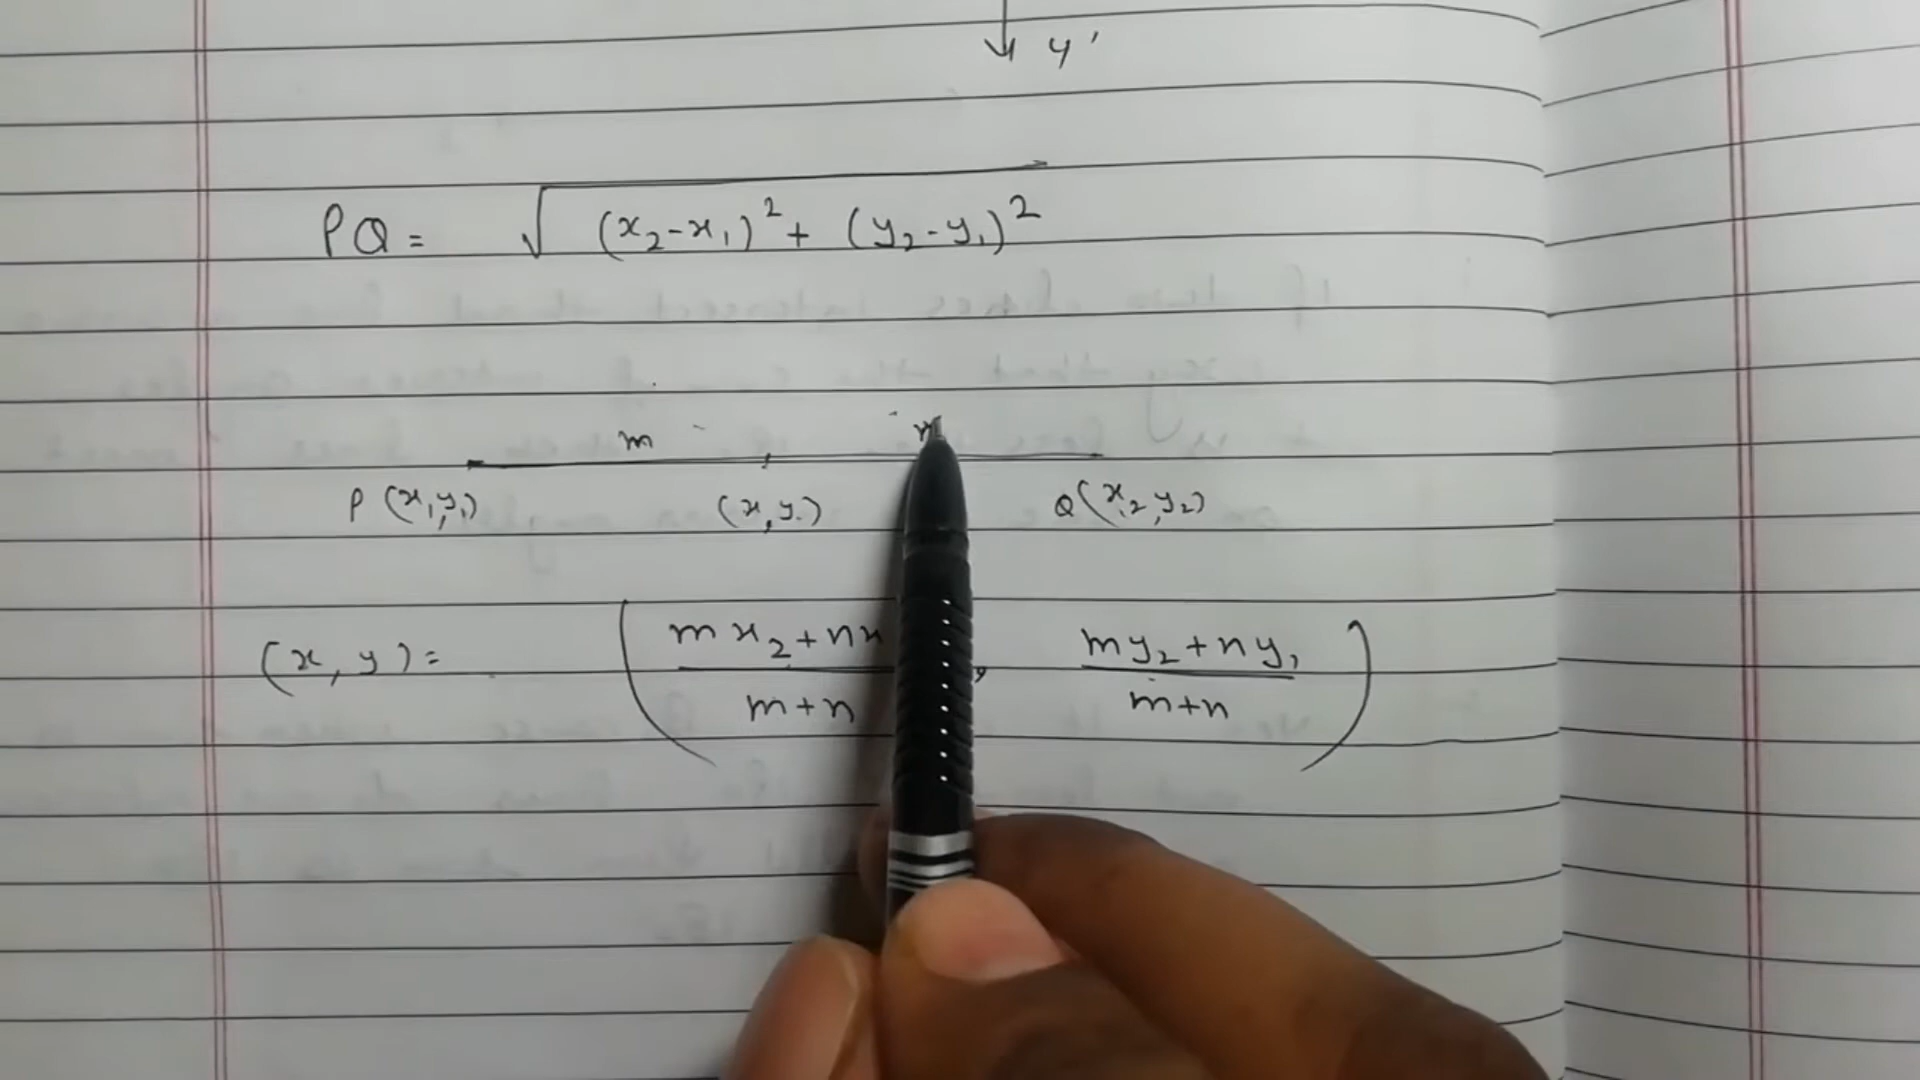 y'
PQ = √(x₂-x₁)² + (y₂-y₁)²
m n
P(x₁,y₁) (x,y) Q(x₂,y₂)
(x, y) = (mx₂+nx / m+n , my₂+ny₁ / m+n)